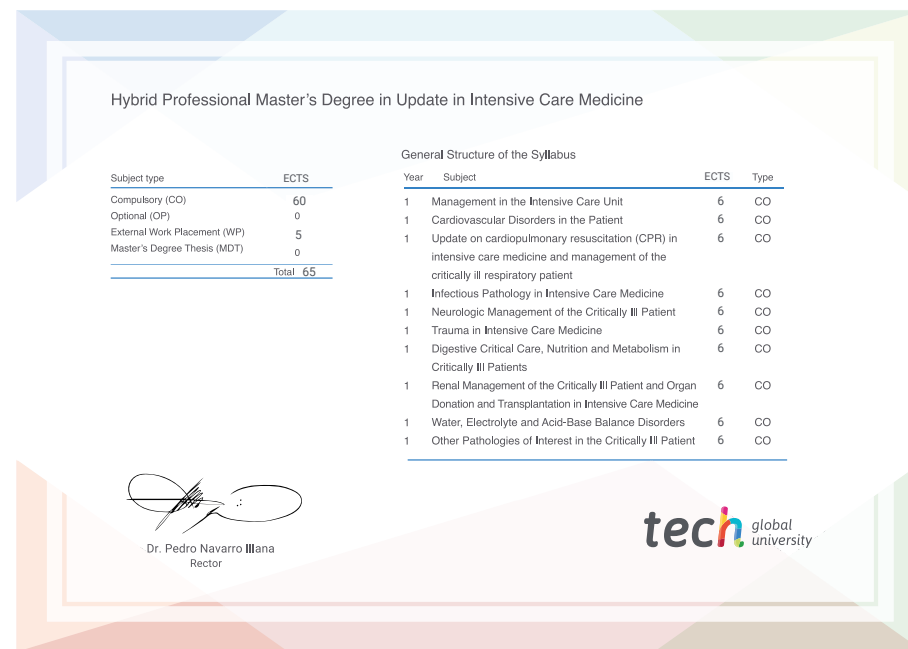 Hybrid Professional Master's Degree in Update in Intensive Care Medicine
Subject type ECTS
Compulsory (CO) 60
Optional (OP) 0
External Work Placement (WP) 5
Master's Degree Thesis (MDT) 0
Total 65
General Structure of the Syllabus
Year Subject ECTS Type
1 Management in the Intensive Care Unit 6 CO
1 Cardiovascular Disorders in the Patient 6 CO
1 Update on cardiopulmonary resuscitation (CPR) in 6 CO
intensive care medicine and management of the
critically ill respiratory patient
1 Infectious Pathology in Intensive Care Medicine 6 CO
1 Neurologic Management of the Critically Ill Patient 6 CO
1 Trauma in Intensive Care Medicine 6 CO
1 Digestive Critical Care, Nutrition and Metabolism in 6 CO
Critically Ill Patients
1 Renal Management of the Critically Ill Patient and Organ 6 CO
Donation and Transplantation in Intensive Care Medicine
1 Water, Electrolyte and Acid-Base Balance Disorders 6 CO
1 Other Pathologies of Interest in the Critically Ill Patient 6 CO
Dr. Pedro Navarro Illana
Rector
tech global
university